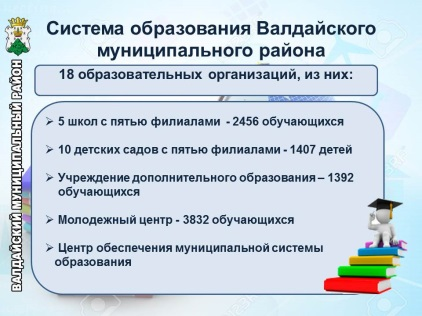 Система образования Валдайского
муниципального района
18 образовательных организаций, из них:
5 школ с пятью филиалами - 2456 обучающихся
10 детских садов с пятью филиалами - 1407 детей
Учреждение дополнительного образования – 1392
обучающихся
Молодежный центр - 3832 обучающихся
Центр обеспечения муниципальной системы
образования
ВАЛДАЙСКИЙ МУНИЦИПАЛЬНЫЙ РАЙОН